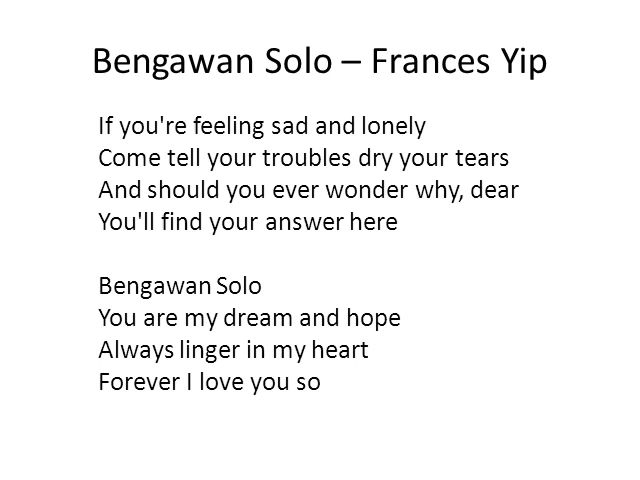 Bengawan Solo – Frances Yip
If you're feeling sad and lonely
Come tell your troubles dry your tears
And should you ever wonder why, dear
You'll find your answer here
Bengawan Solo
You are my dream and hope
Always linger in my heart
Forever I love you so